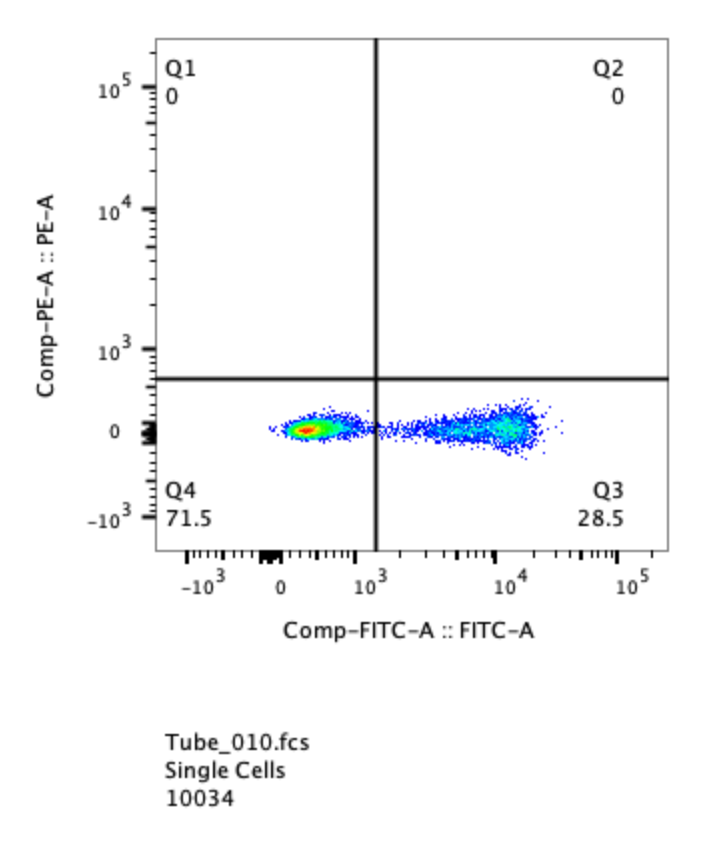 Q1
0
Q2
0
10^5
10^4
10^3
0
-10^3
Comp-PE-A :: PE-A
Q4
71.5
Q3
28.5
-10^3 0 10^3 10^4 10^5
Comp-FITC-A :: FITC-A
Tube_010.fcs
Single Cells
10034